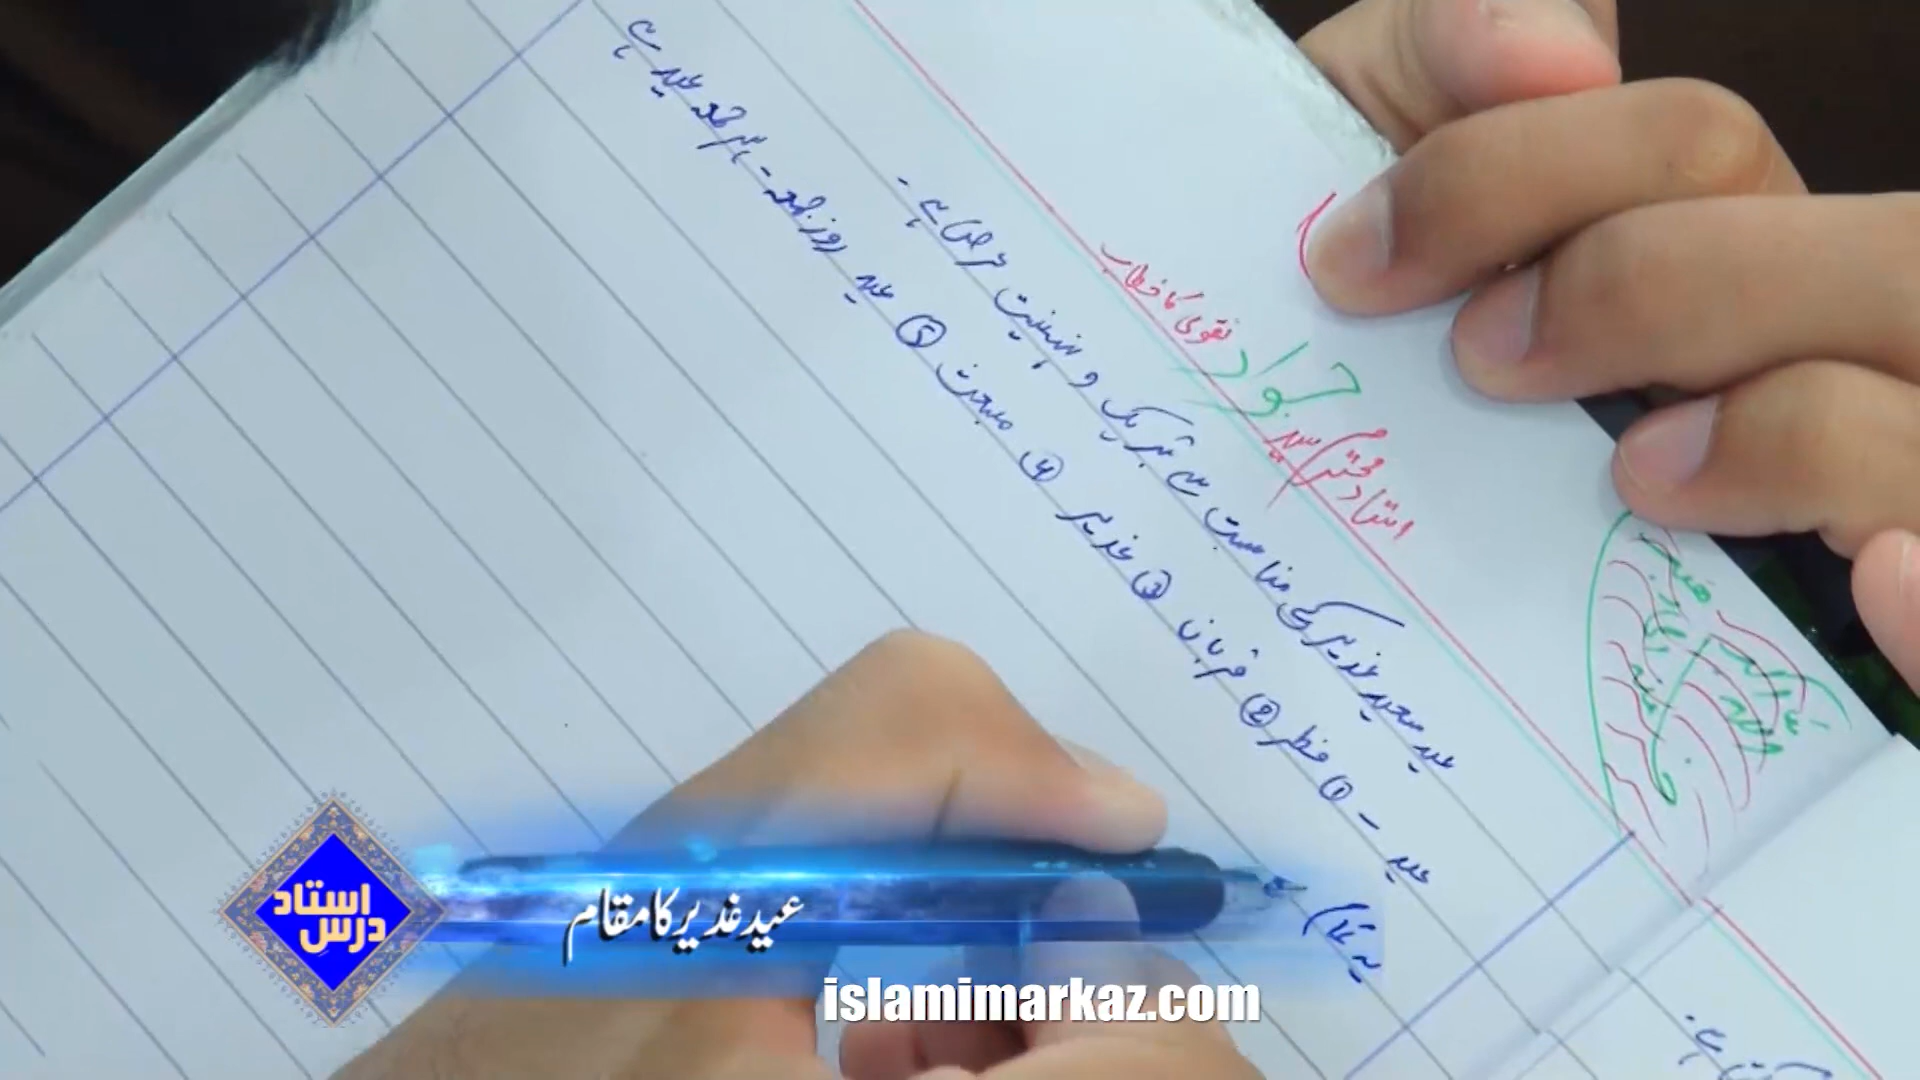 استاد محترم سید جواد نقوی کا خطاب
عید سعید غدیر کی مناسبت سے تبریک و تہنیت عرض ہے ۔
عید - ① فطر ② قربان ③ غدیر ④ مبعث ⑤ عید روز جمعہ - ہر جمعہ عید ہے
یہ تمام
درس استاد
عید غدیر کا مقام
islamimarkaz.com